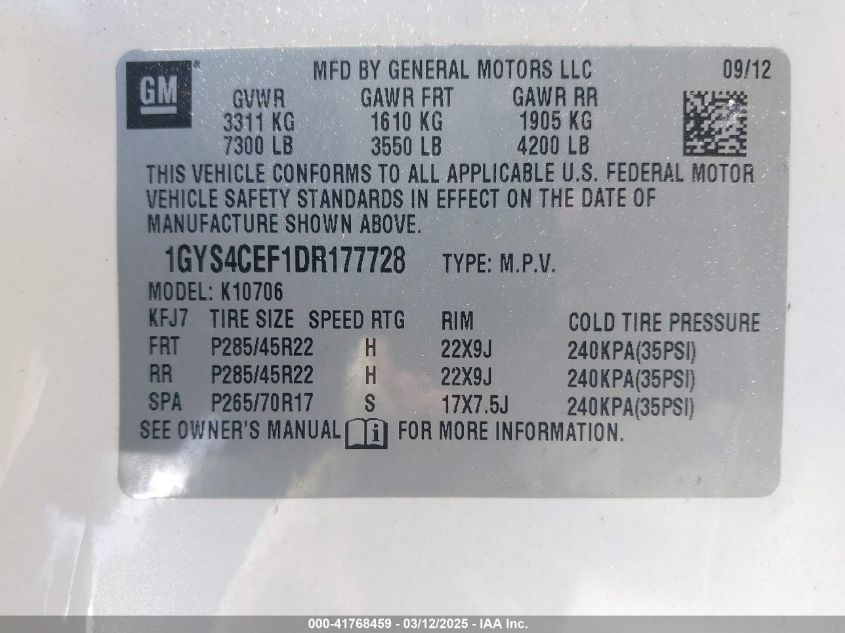 GM ® MFD BY GENERAL MOTORS LLC 09/12
GVWR GAWR FRT GAWR RR
3311 KG 1610 KG 1905 KG
7300 LB 3550 LB 4200 LB
THIS VEHICLE CONFORMS TO ALL APPLICABLE U.S. FEDERAL MOTOR
VEHICLE SAFETY STANDARDS IN EFFECT ON THE DATE OF
MANUFACTURE SHOWN ABOVE.
1GYS4CEF1DR177728 TYPE: M.P.V.
MODEL: K10706
KFJ7 TIRE SIZE SPEED RTG RIM COLD TIRE PRESSURE
FRT P285/45R22 H 22X9J 240KPA(35PSI)
RR P285/45R22 H 22X9J 240KPA(35PSI)
SPA P265/70R17 S 17X7.5J 240KPA(35PSI)
SEE OWNER'S MANUAL FOR MORE INFORMATION.
000-41768459 - 03/12/2025 - IAA Inc.